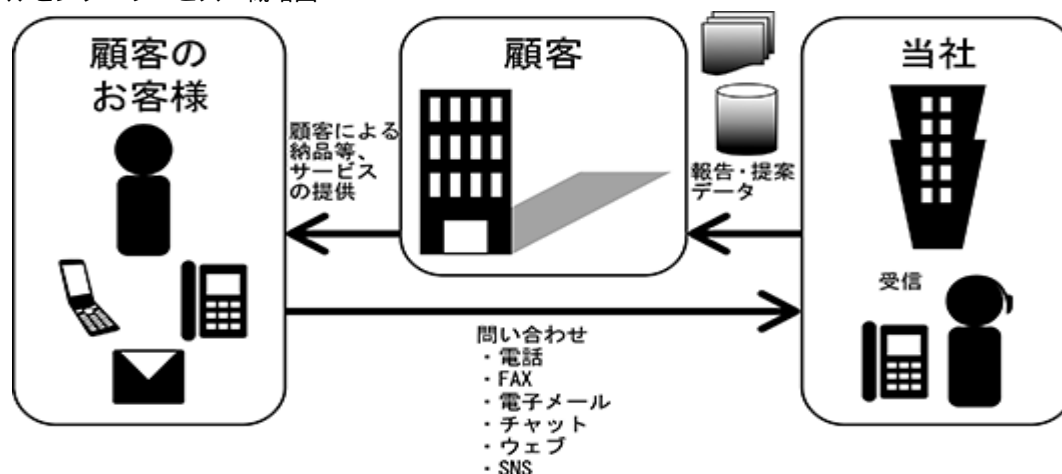 顧客の
お客様
顧客
当社
顧客による
納品等、
サービス
の提供
報告・提案
データ
受信
問い合わせ
・電話
・FAX
・電子メール
・チャット
・ウェブ
・SNS